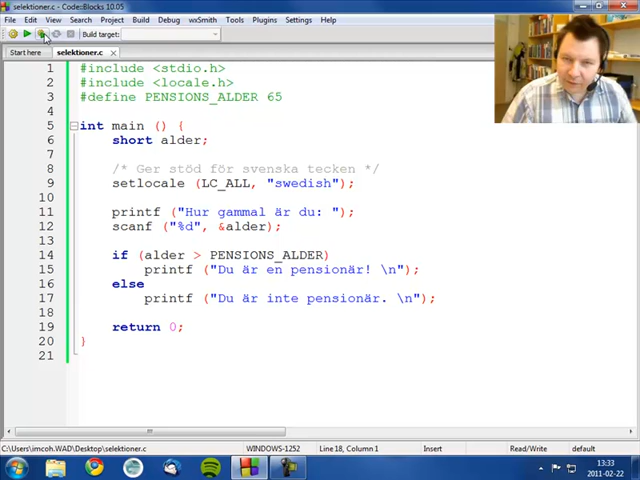 selektioner.c - Code::Blocks 10.05
File Edit View Search Project Build Debug wxSmith Tools Plugins Settings Help
Build target:
Start here selektioner.c
1 #include <stdio.h>
2 #include <locale.h>
3 #define PENSIONS_ALDER 65
4
5 int main () {
6 short alder;
7
8 /* Ger stöd för svenska tecken */
9 setlocale (LC_ALL, "swedish");
10
11 printf ("Hur gammal är du: ");
12 scanf ("%d", &alder);
13
14 if (alder > PENSIONS_ALDER)
15 printf ("Du är en pensionär! \n");
16 else
17 printf ("Du är inte pensionär. \n");
18
19 return 0;
20 }
21
C:\Users\imcoh.WAD\Desktop\selektioner.c WINDOWS-1252 Line 18, Column 1 Insert Read/Write default
13:33
2011-02-22